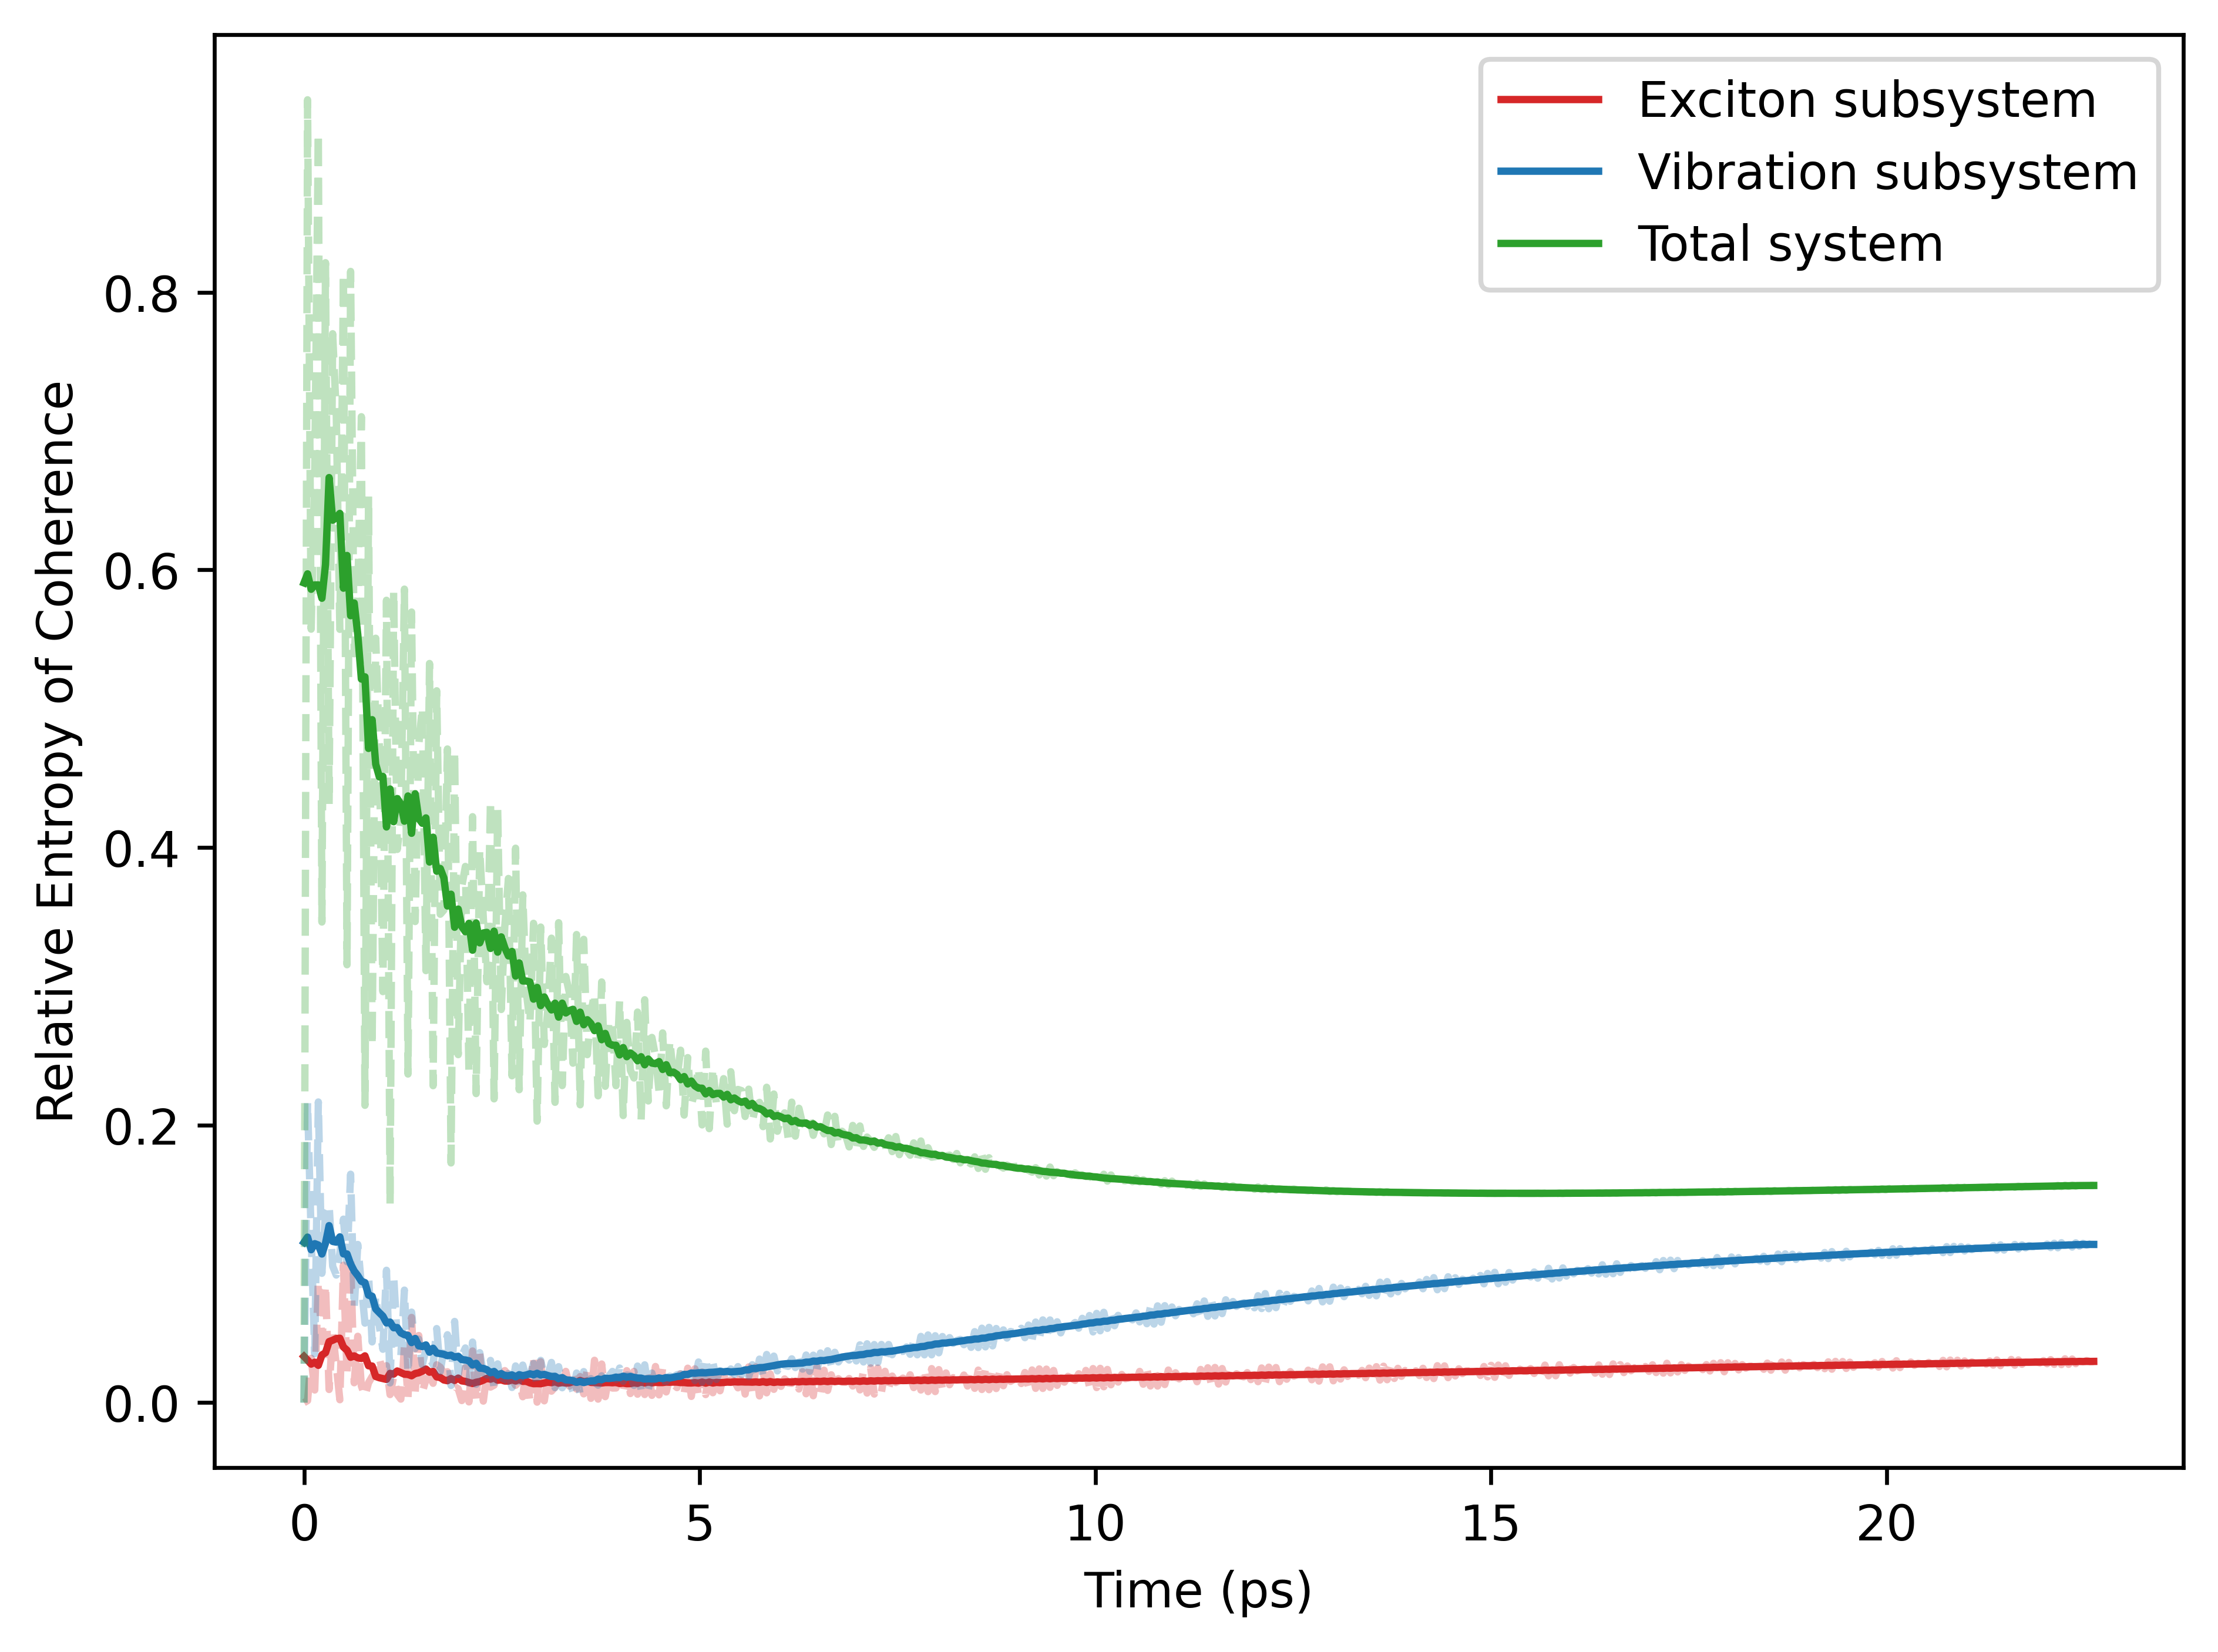 Exciton subsystem
Vibration subsystem
Total system
Relative Entropy of Coherence
0.8
0.6
0.4
0.2
0.0
0
5
10
15
20
Time (ps)